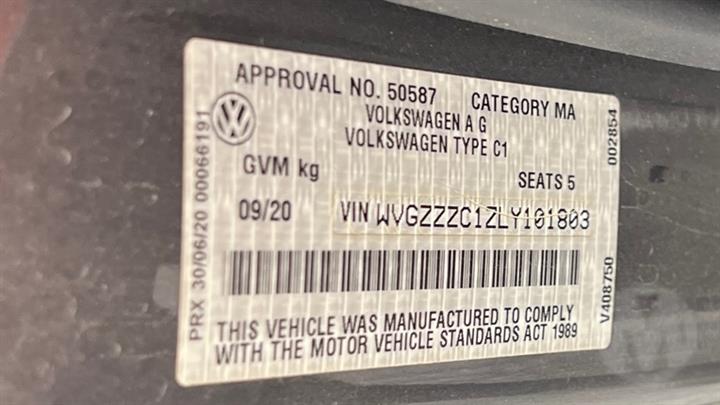 APPROVAL NO. 50587 CATEGORY MA
VOLKSWAGEN A G
VOLKSWAGEN TYPE C1
GVM kg SEATS 5
09/20 VIN WVGZZZC1ZLY101803
THIS VEHICLE WAS MANUFACTURED TO COMPLY
WITH THE MOTOR VEHICLE STANDARDS ACT 1989
PRX 30/06/20 00066191
V408750 002854